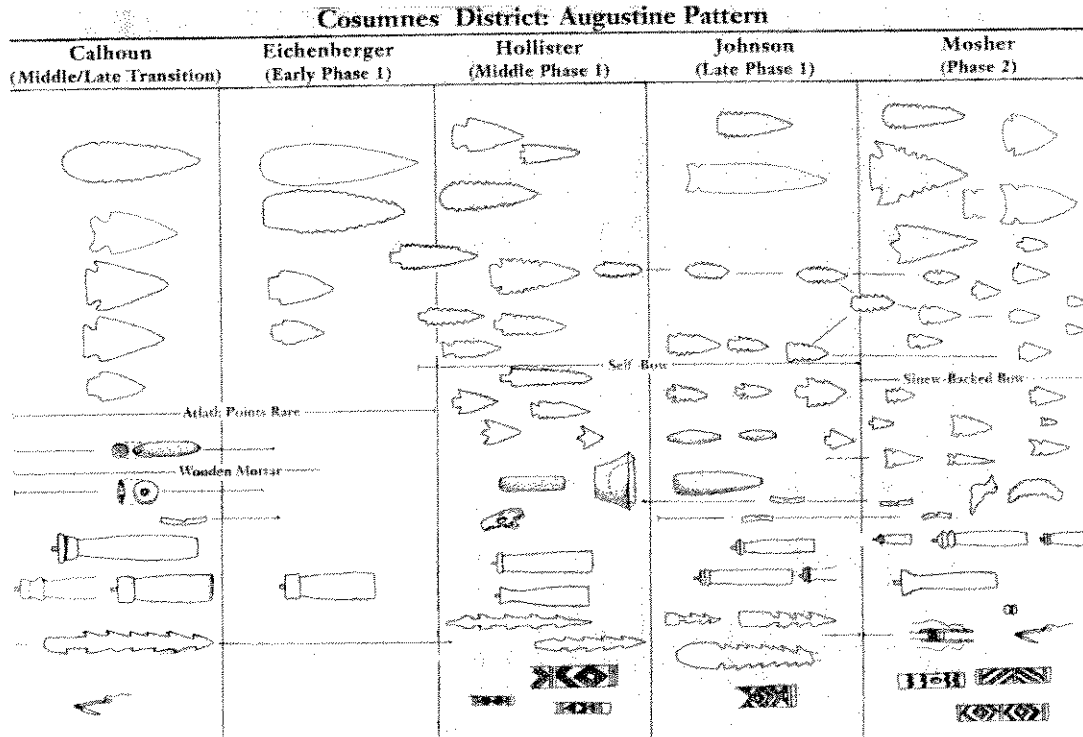 Cosumnes District: Augustine Pattern
Calhoun
(Middle/Late Transition)
Eichenberger
(Early Phase 1)
Hollister
(Middle Phase 1)
Johnson
(Late Phase 1)
Mosher
(Phase 2)
Self-Bow
Sinew-Backed Bow
Atlatl: Points Rare
Wooden Mortar